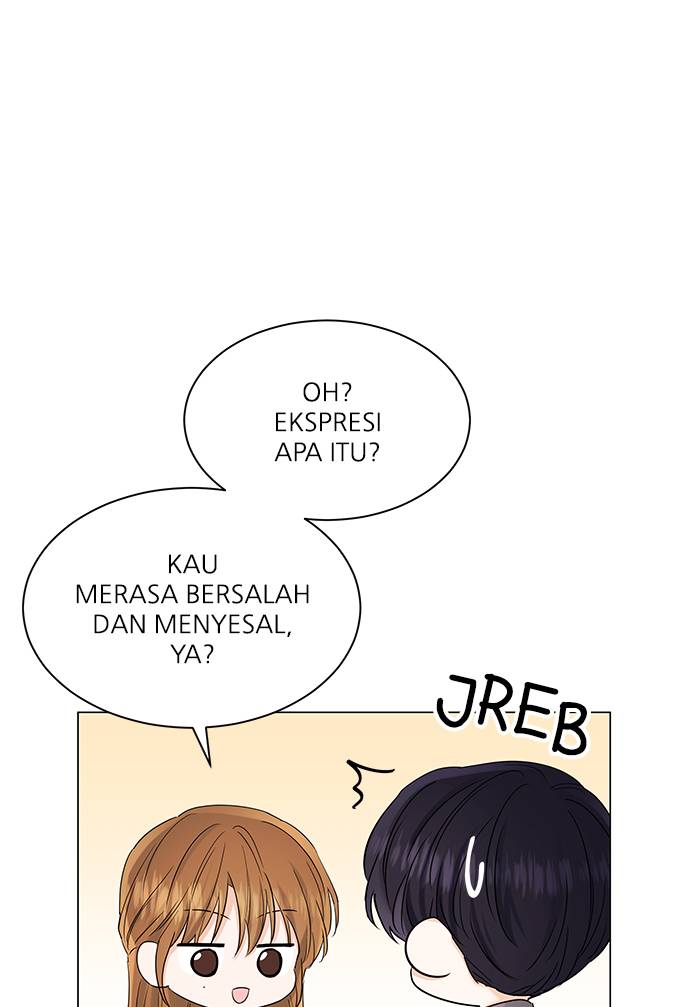 OH?
EKSPRESI
APA ITU?
KAU
MERASA BERSALAH
DAN MENYESAL,
YA?
JREB